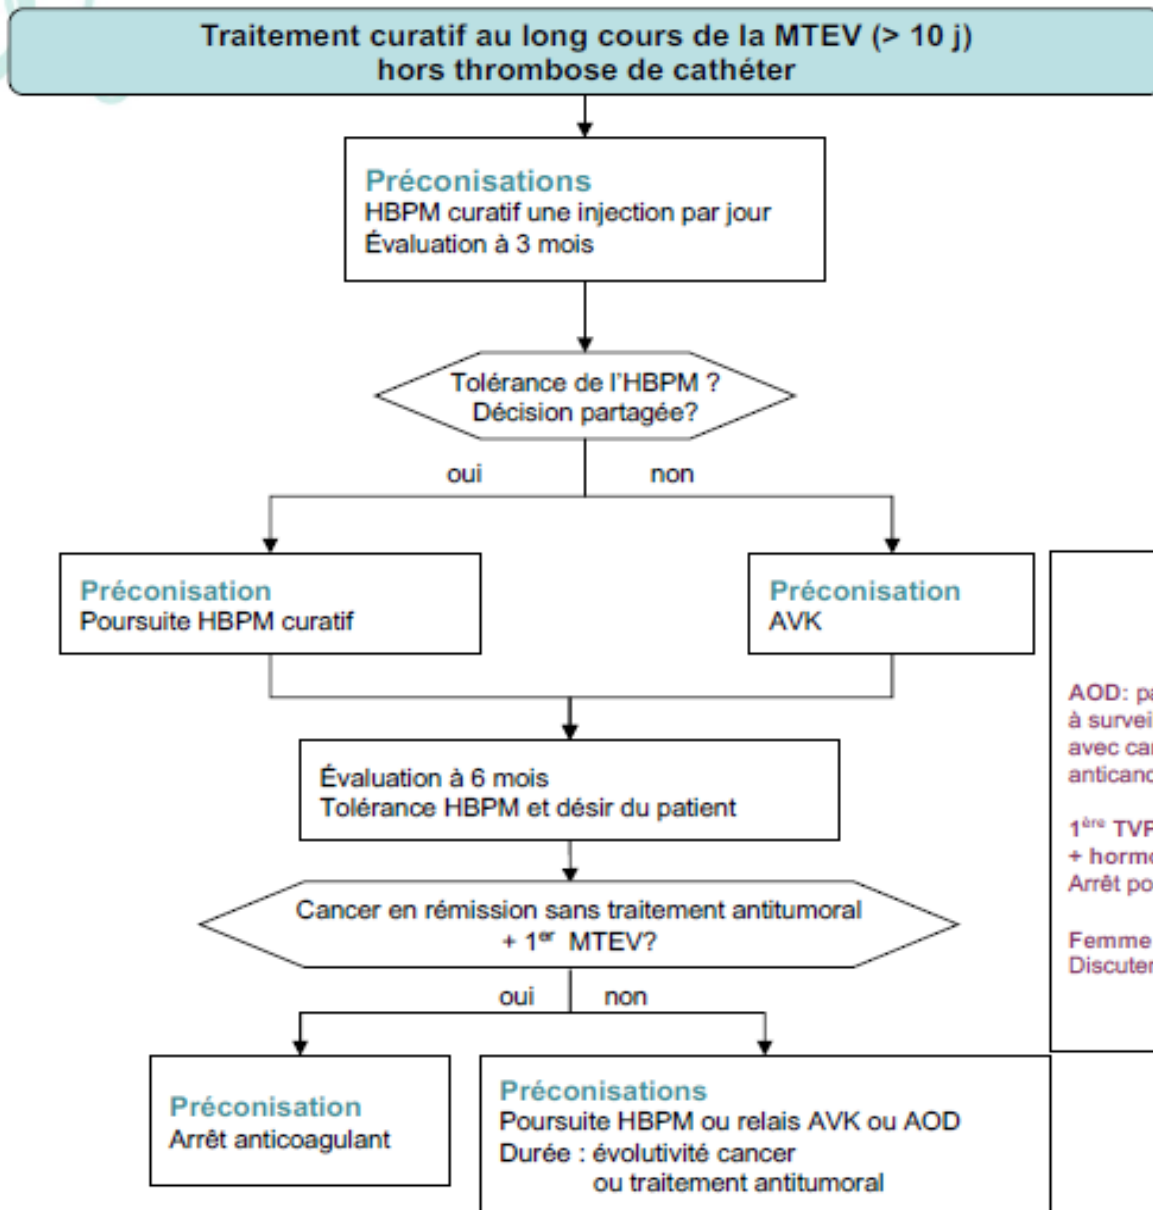 Traitement curatif au long cours de la MTEV (> 10 j)
hors thrombose de cathéter
Préconisations
HBPM curatif une injection par jour
Évaluation à 3 mois
Tolérance de l'HBPM ?
Décision partagée?
oui
non
Préconisation
Poursuite HBPM curatif
Préconisation
AVK
AOD:
à
avec
1ère
+
Arrêt
Femme
Évaluation à 6 mois
Tolérance HBPM et désir du patient
Cancer en rémission sans traitement antitumoral
+ 1er MTEV?
oui
non
Préconisation
Arrêt anticoagulant
Préconisations
Poursuite HBPM ou relais AVK ou AOD
Durée : évolutivité cancer
ou traitement antitumoral